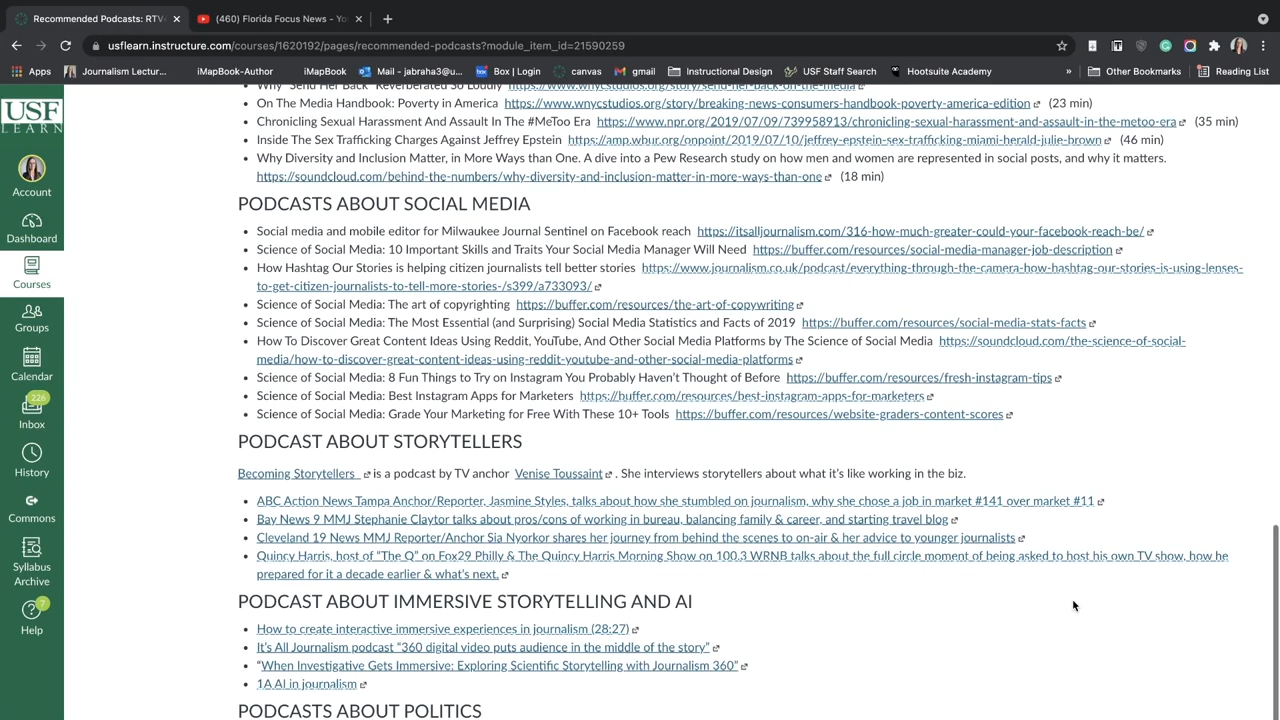 Recommended Podcasts: RTV
(460) Florida Focus News - Yo
usflearn.instructure.com/courses/1620192/pages/recommended-podcasts?module_item_id=21590259
Apps
Journalism Lectur...
iMapBook-Author
iMapBook
Mail - jabraha3@u...
Box | Login
canvas
gmail
Instructional Design
USF Staff Search
Hootsuite Academy
»
Other Bookmarks
Reading List
USF
LEARN
Account
Dashboard
Courses
Groups
Calendar
226
Inbox
History
Commons
Syllabus
Archive
7
Help
Why "Send Her Back" Reverberated So Loudly https://www.wnycstudios.org/story/send-her-back-on-the-media
On The Media Handbook: Poverty in America https://www.wnycstudios.org/story/breaking-news-consumers-handbook-poverty-america-edition (23 min)
Chronicling Sexual Harassment And Assault In The #MeToo Era https://www.npr.org/2019/07/09/739958913/chronicling-sexual-harassment-and-assault-in-the-metoo-era (35 min)
Inside The Sex Trafficking Charges Against Jeffrey Epstein https://amp.wbur.org/onpoint/2019/07/10/jeffrey-epstein-sex-trafficking-miami-herald-julie-brown (46 min)
Why Diversity and Inclusion Matter, in More Ways than One. A dive into a Pew Research study on how men and women are represented in social posts, and why it matters.
https://soundcloud.com/behind-the-numbers/why-diversity-and-inclusion-matter-in-more-ways-than-one (18 min)
PODCASTS ABOUT SOCIAL MEDIA
Social media and mobile editor for Milwaukee Journal Sentinel on Facebook reach https://itsalljournalism.com/316-how-much-greater-could-your-facebook-reach-be/
Science of Social Media: 10 Important Skills and Traits Your Social Media Manager Will Need https://buffer.com/resources/social-media-manager-job-description
How Hashtag Our Stories is helping citizen journalists tell better stories https://www.journalism.co.uk/podcast/everything-through-the-camera-how-hashtag-our-stories-is-using-lenses-
to-get-citizen-journalists-to-tell-more-stories-/s399/a733093/
Science of Social Media: The art of copyrighting https://buffer.com/resources/the-art-of-copywriting
Science of Social Media: The Most Essential (and Surprising) Social Media Statistics and Facts of 2019 https://buffer.com/resources/social-media-stats-facts
How To Discover Great Content Ideas Using Reddit, YouTube, And Other Social Media Platforms by The Science of Social Media https://soundcloud.com/the-science-of-social-
media/how-to-discover-great-content-ideas-using-reddit-youtube-and-other-social-media-platforms
Science of Social Media: 8 Fun Things to Try on Instagram You Probably Haven't Thought of Before https://buffer.com/resources/fresh-instagram-tips
Science of Social Media: Best Instagram Apps for Marketers https://buffer.com/resources/best-instagram-apps-for-marketers
Science of Social Media: Grade Your Marketing for Free With These 10+ Tools https://buffer.com/resources/website-graders-content-scores
PODCAST ABOUT STORYTELLERS
Becoming Storytellers is a podcast by TV anchor Venise Toussaint . She interviews storytellers about what it's like working in the biz.
ABC Action News Tampa Anchor/Reporter, Jasmine Styles, talks about how she stumbled on journalism, why she chose a job in market #141 over market #11
Bay News 9 MMJ Stephanie Claytor talks about pros/cons of working in bureau, balancing family & career, and starting travel blog
Cleveland 19 News MMJ Reporter/Anchor Sia Nyorkor shares her journey from behind the scenes to on-air & her advice to younger journalists
Quincy Harris, host of "The Q" on Fox29 Philly & The Quincy Harris Morning Show on 100.3 WRNB talks about the full circle moment of being asked to host his own TV show, how he
prepared for it a decade earlier & what's next.
PODCAST ABOUT IMMERSIVE STORYTELLING AND AI
How to create interactive immersive experiences in journalism (28:27)
It's All Journalism podcast "360 digital video puts audience in the middle of the story"
"When Investigative Gets Immersive: Exploring Scientific Storytelling with Journalism 360"
1A AI in journalism
PODCASTS ABOUT POLITICS